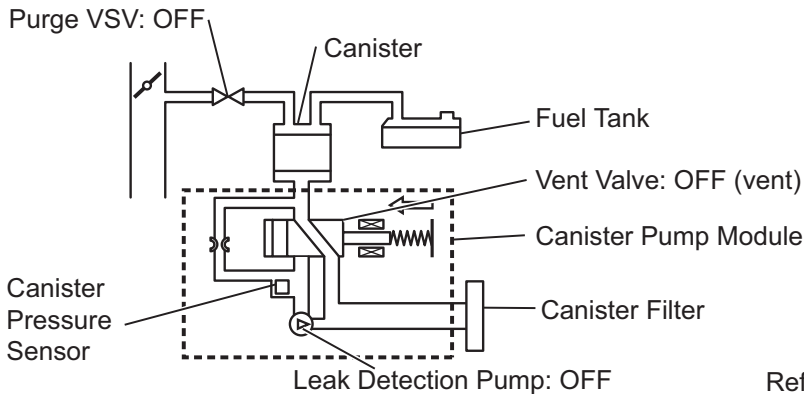 Purge VSV: OFF
Canister
Fuel Tank
Vent Valve: OFF (vent)
Canister Pump Module
Canister
Pressure
Sensor
Canister Filter
Leak Detection Pump: OFF
Ref